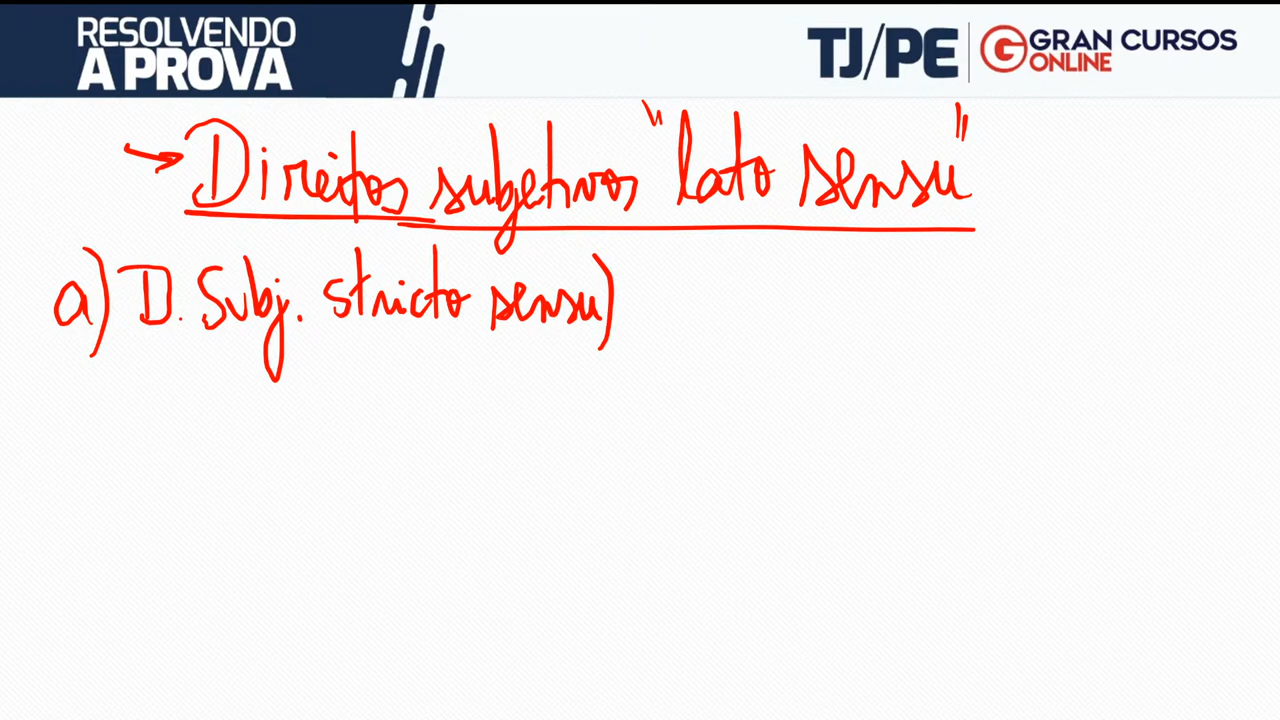 RESOLVENDO
A PROVA
TJ/PE
GRAN CURSOS
ONLINE
→ Direitos subjetivos "lato sensu"
a) D. Subj. stricto sensu)